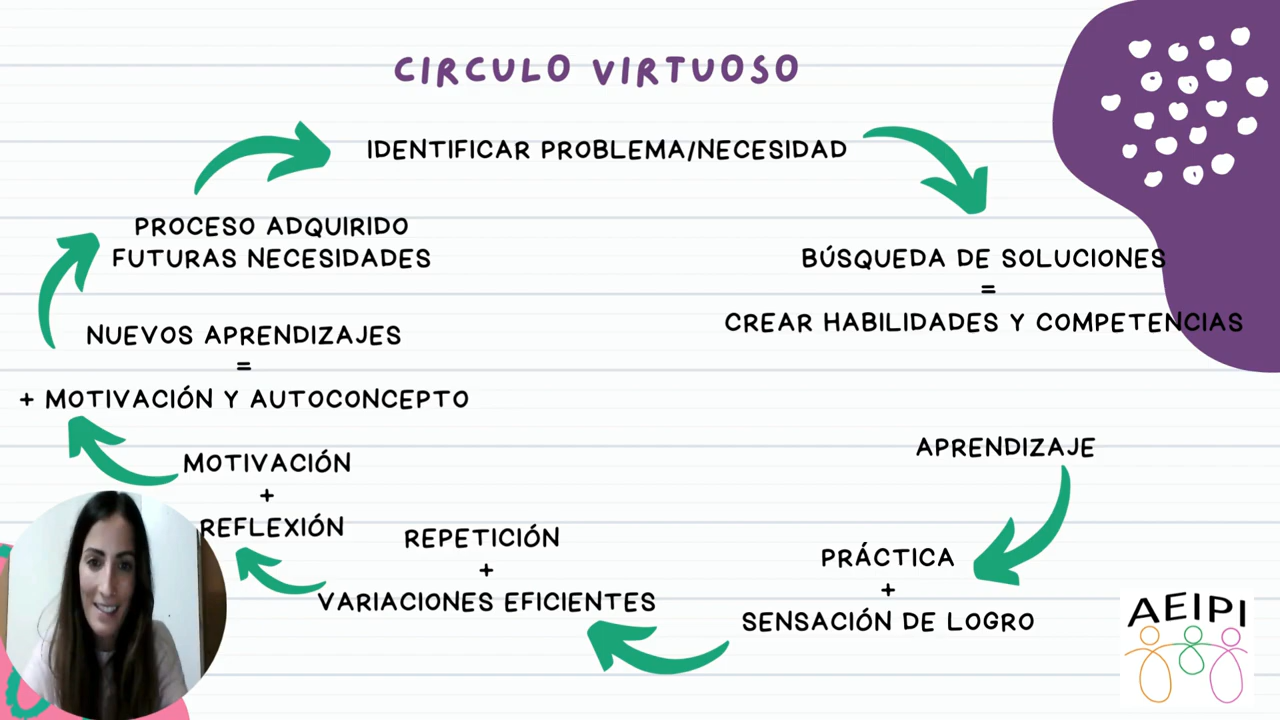 CIRCULO VIRTUOSO
IDENTIFICAR PROBLEMA/NECESIDAD
BÚSQUEDA DE SOLUCIONES
=
CREAR HABILIDADES Y COMPETENCIAS
APRENDIZAJE
PRÁCTICA
+
SENSACIÓN DE LOGRO
REPETICIÓN
+
VARIACIONES EFICIENTES
MOTIVACIÓN
+
REFLEXIÓN
NUEVOS APRENDIZAJES
=
+ MOTIVACIÓN Y AUTOCONCEPTO
PROCESO ADQUIRIDO
FUTURAS NECESIDADES
AEIPI